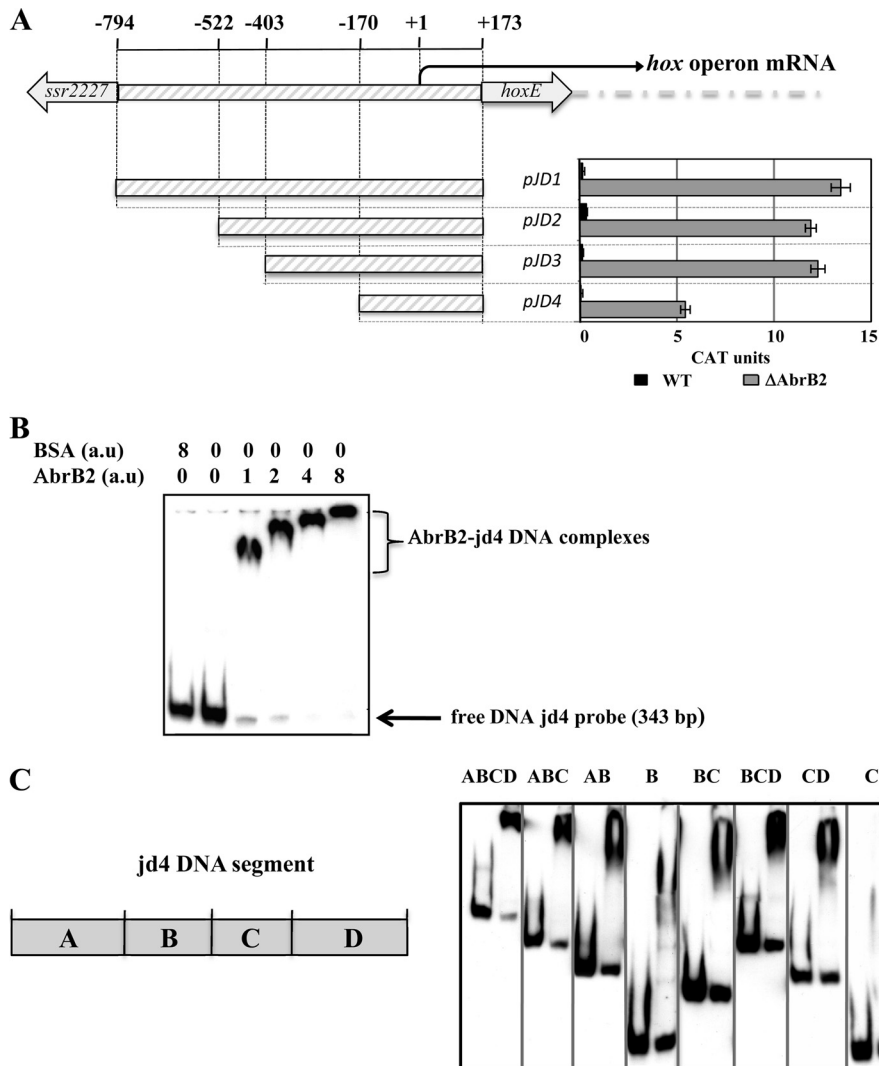 A
-794 -522 -403 -170 +1 +173
hox operon mRNA
ssr2227 hoxE
pJD1
pJD2
pJD3
pJD4
0 5 10 15
CAT units
WT ΔAbrB2
B
BSA (a.u) 8 0 0 0 0 0
AbrB2 (a.u) 0 0 1 2 4 8
AbrB2-jd4 DNA complexes
free DNA jd4 probe (343 bp)
C
ABCD ABC AB B BC BCD CD C
jd4 DNA segment
A B C D